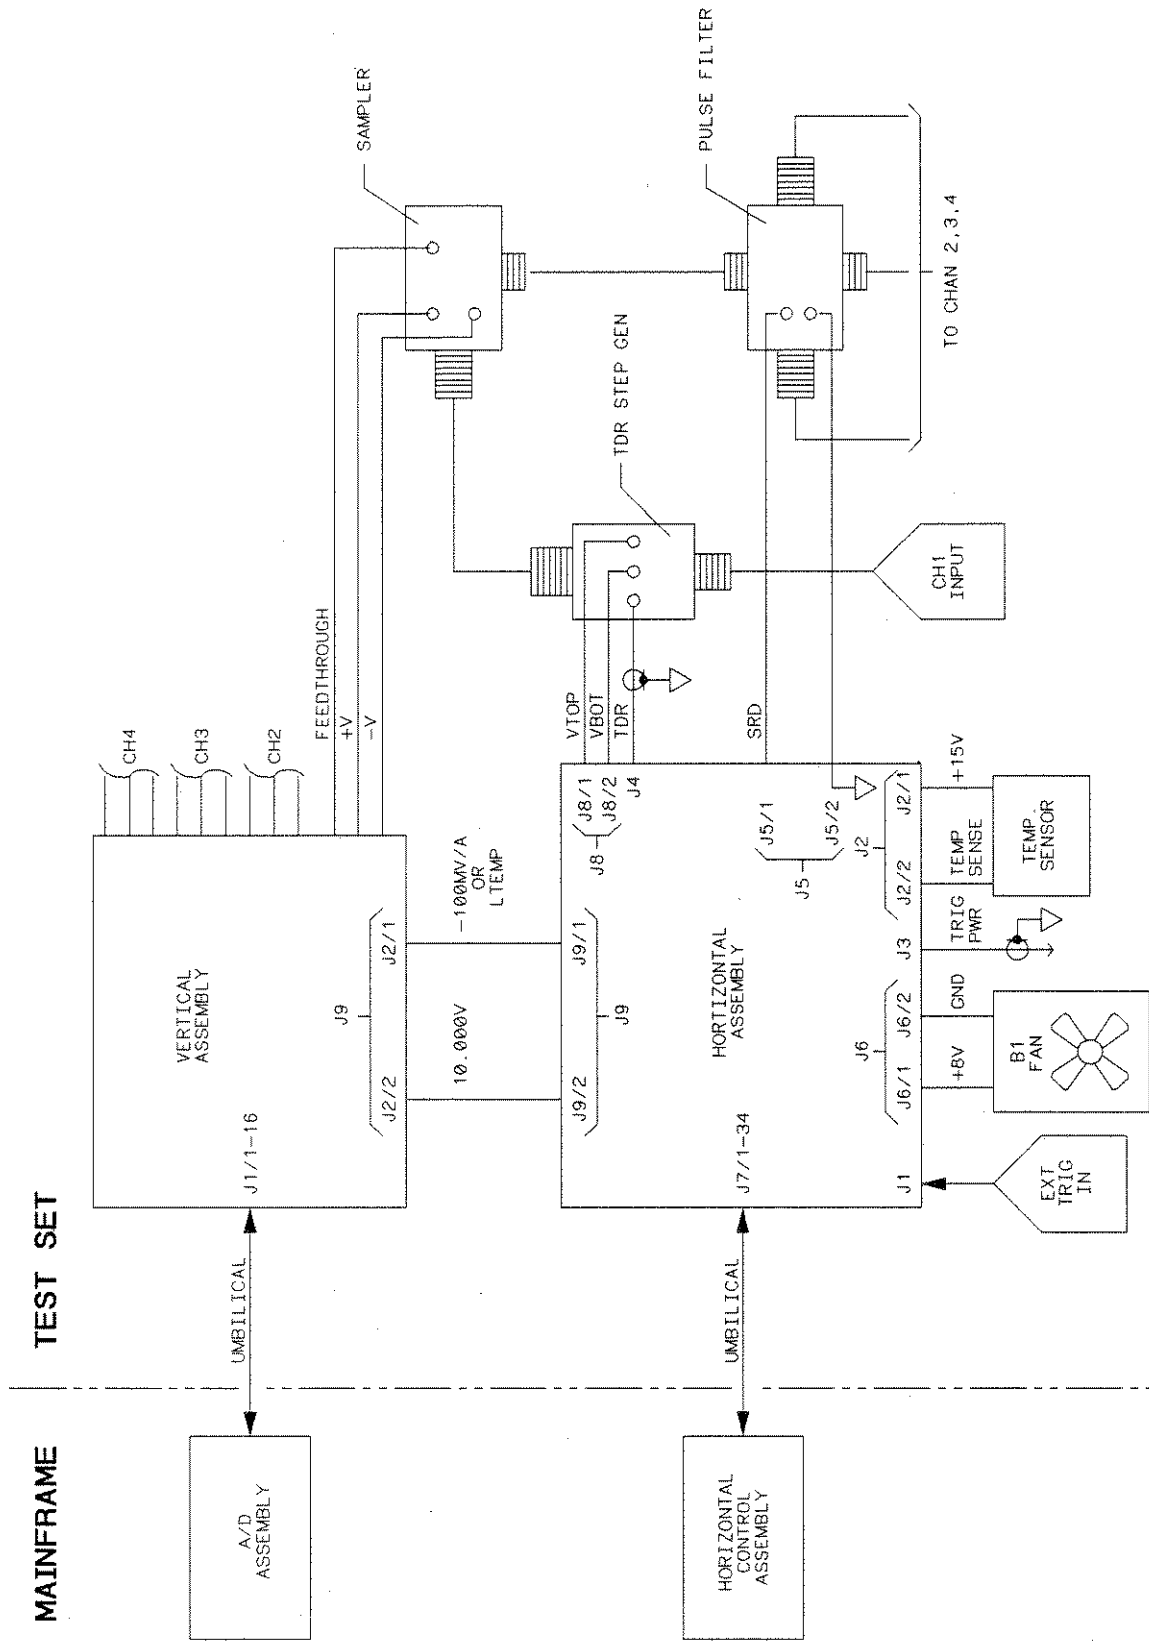 MAINFRAME
TEST SET
A/D
ASSEMBLY
UMBILICAL
J1/1-16
VERTICAL
ASSEMBLY
J9
J2/2
J2/1
CH4
CH3
CH2
FEEDTHROUGH
+V
-V
SAMPLER
10.000V
-100MV/A
OR
LTEMP
HORIZONTAL
CONTROL
ASSEMBLY
UMBILICAL
J7/1-34
HORTIZONTAL
ASSEMBLY
J9/2
J9/1
J9
J8
J8/1
J8/2
J4
VTOP
VBOT
TDR
TDR STEP GEN
J5
J5/1
J5/2
SRD
PULSE FILTER
TO CHAN 2,3,4
CH1
INPUT
J1
J6
J6/1
J6/2
J3
J2
J2/2
J2/1
+8V
GND
TRIG
PWR
TEMP
SENSE
+15V
EXT
TRIG
IN
B1
FAN
TEMP
SENSOR